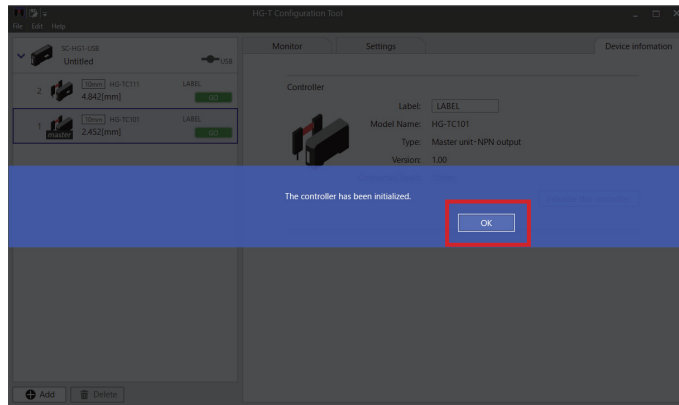 HG-T Configuration Tool
File Edit Help
SC-HG1-USB
Untitled
USB
2
10mm HG-TC111
LABEL
4.842[mm]
GO
1
master
10mm HG-TC101
LABEL
2.452[mm]
GO
Monitor
Settings
Device infomation
Controller
Label: LABEL
Model Name: HG-TC101
Type: Master unit･NPN output
Version: 1.00
The controller has been initialized.
OK
Add
Delete